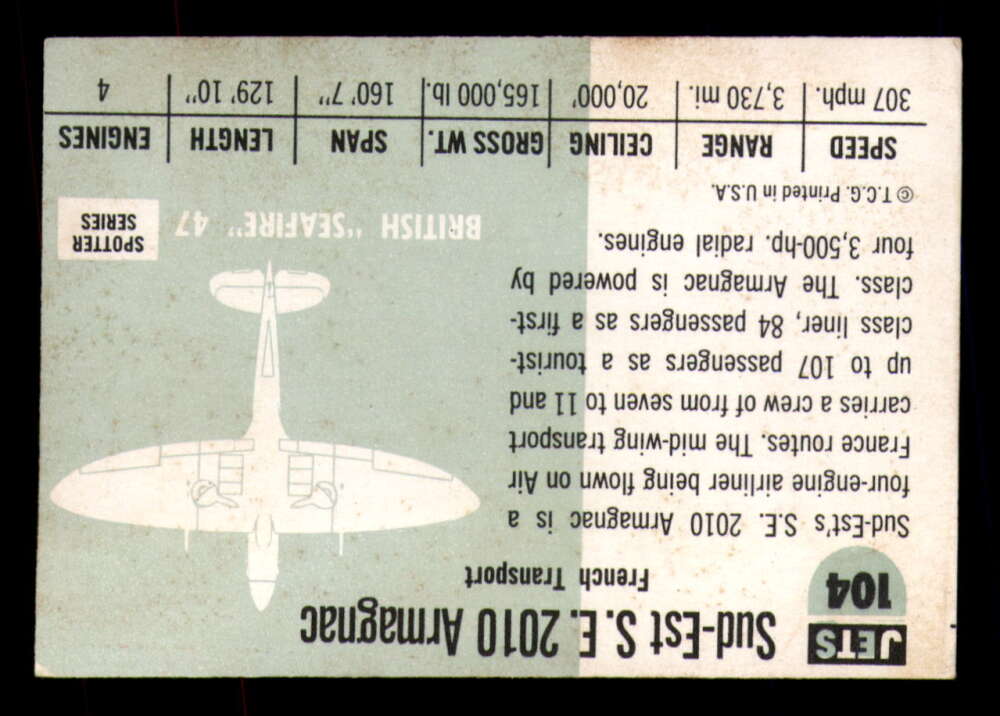 JETS
104
Sud-Est S.E. 2010 Armagnac
French Transport
Sud-Est's S.E. 2010 Armagnac is a
four-engine airliner being flown on Air
France routes. The mid-wing transport
carries a crew of from seven to 11 and
up to 107 passengers as a tourist-
class liner, 84 passengers as a first-
class. The Armagnac is powered by
four 3,500-hp. radial engines.
© T.C.G. Printed in U.S.A.
BRITISH "SEAFIRE" 47
SPOTTER
SERIES
SPEED RANGE CEILING GROSS WT. SPAN LENGTH ENGINES
307 mph. 3,730 mi. 20,000' 165,000 lb. 160' 7" 129' 10" 4